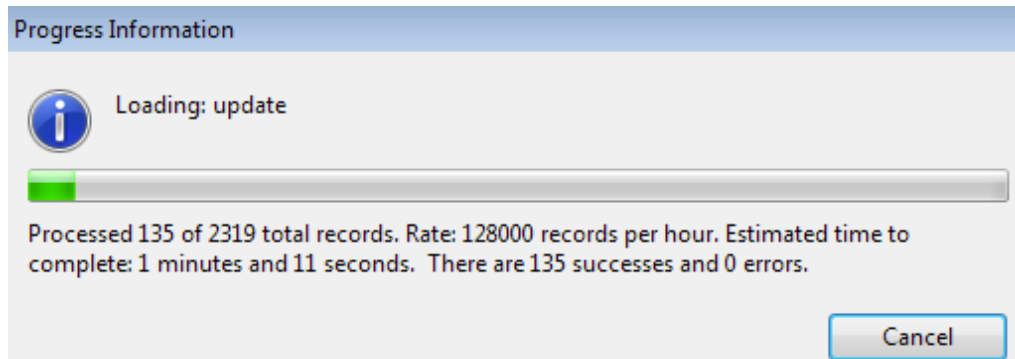 Progress Information
Loading: update
Processed 135 of 2319 total records. Rate: 128000 records per hour. Estimated time to
complete: 1 minutes and 11 seconds.  There are 135 successes and 0 errors.
Cancel